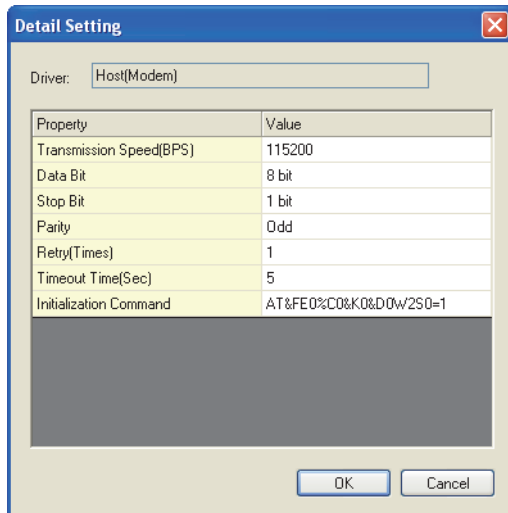 Detail Setting
Driver: Host(Modem)
Property Value
Transmission Speed(BPS) 115200
Data Bit 8 bit
Stop Bit 1 bit
Parity Odd
Retry(Times) 1
Timeout Time(Sec) 5
Initialization Command AT&FE0%C0&K0&D0W2S0=1
OK Cancel